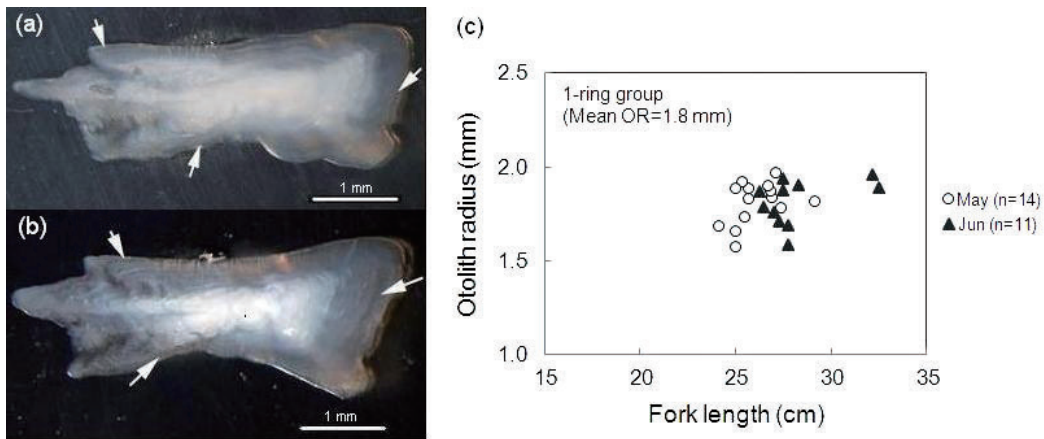 (a)
1 mm
(b)
1 mm
(c)
Otolith radius (mm)
2.5
2.0
1.5
1.0
1-ring group
(Mean OR=1.8 mm)
15
25
30
35
Fork length (cm)
May (n=14)
Jun (n=11)